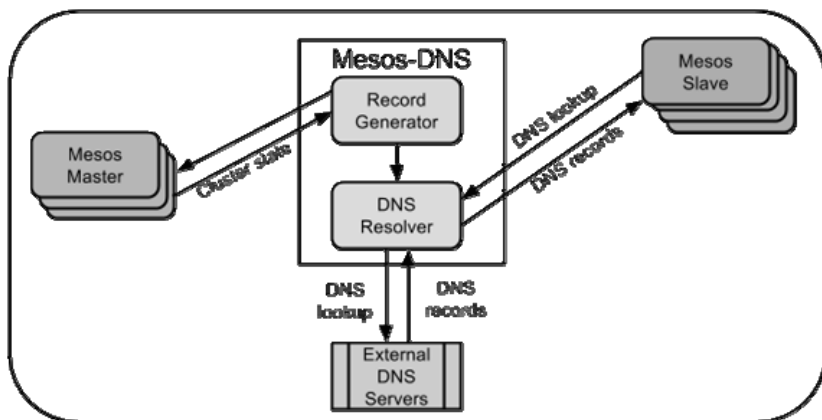 Mesos-DNS
Record
Generator
Mesos
Slave
DNS lookup
DNS records
Mesos
Master
Cluster state
DNS
Resolver
DNS
lookup
DNS
records
External
DNS
Servers